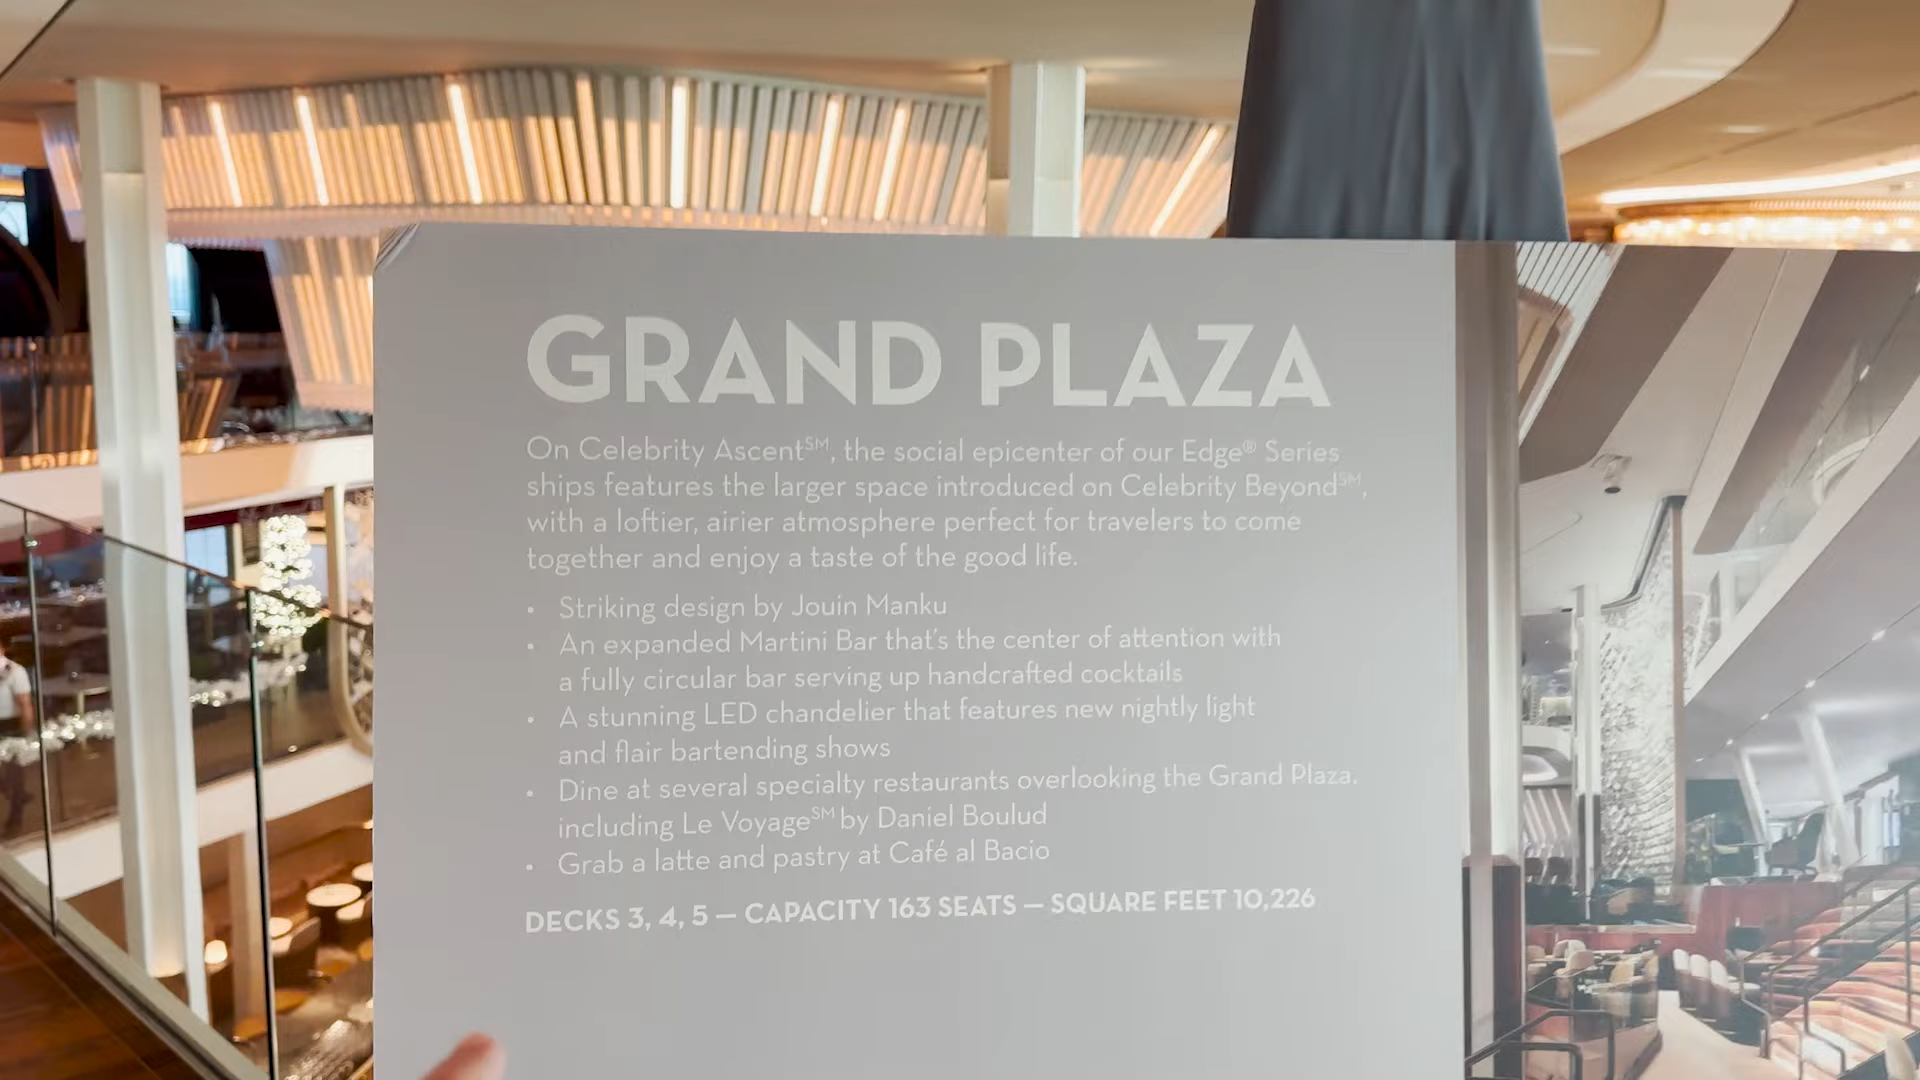 GRAND PLAZA
On Celebrity Ascent℠, the social epicenter of our Edge® Series
ships features the larger space introduced on Celebrity Beyond℠,
with a loftier, airier atmosphere perfect for travelers to come
together and enjoy a taste of the good life.
• Striking design by Jouin Manku
• An expanded Martini Bar that's the center of attention with
a fully circular bar serving up handcrafted cocktails
• A stunning LED chandelier that features new nightly light
and flair bartending shows
• Dine at several specialty restaurants overlooking the Grand Plaza,
including Le Voyage℠ by Daniel Boulud
• Grab a latte and pastry at Café al Bacio
DECKS 3, 4, 5 — CAPACITY 163 SEATS — SQUARE FEET 10,226